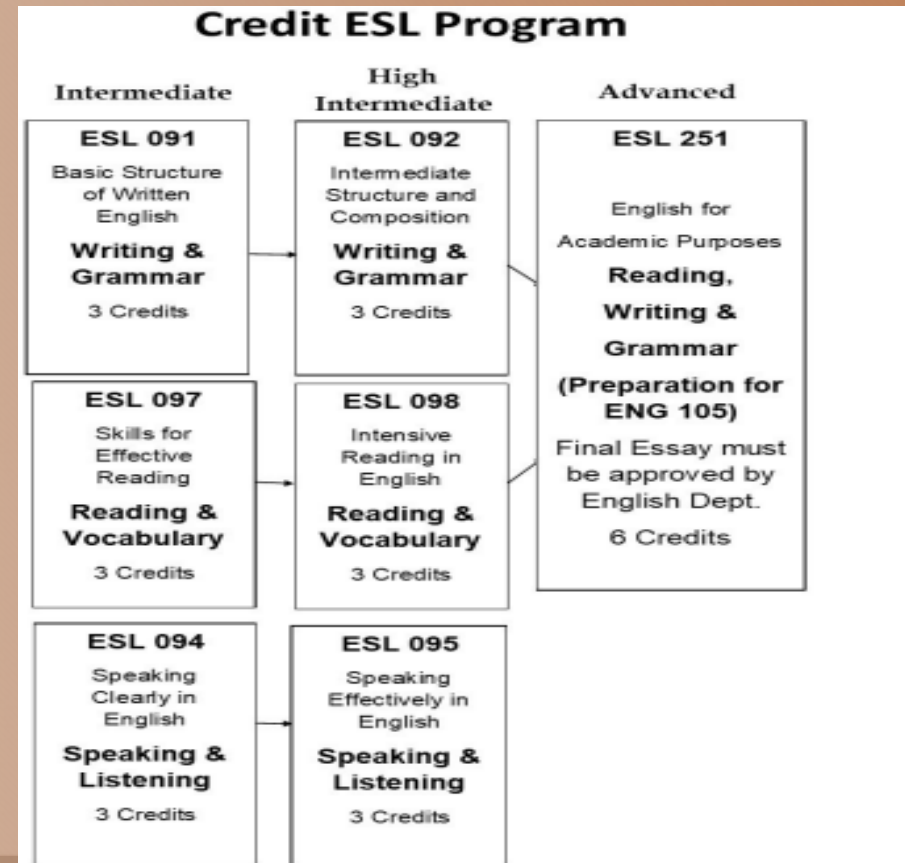 Credit ESL Program
Intermediate
High
Intermediate
Advanced
ESL 091
Basic Structure
of Written
English
Writing &
Grammar
3 Credits
ESL 092
Intermediate
Structure and
Composition
Writing &
Grammar
3 Credits
ESL 251
English for
Academic Purposes
Reading,
Writing &
Grammar
(Preparation for
ENG 105)
Final Essay must
be approved by
English Dept.
6 Credits
ESL 097
Skills for
Effective
Reading
Reading &
Vocabulary
3 Credits
ESL 098
Intensive
Reading in
English
Reading &
Vocabulary
3 Credits
ESL 094
Speaking
Clearly in
English
Speaking &
Listening
3 Credits
ESL 095
Speaking
Effectively in
English
Speaking &
Listening
3 Credits